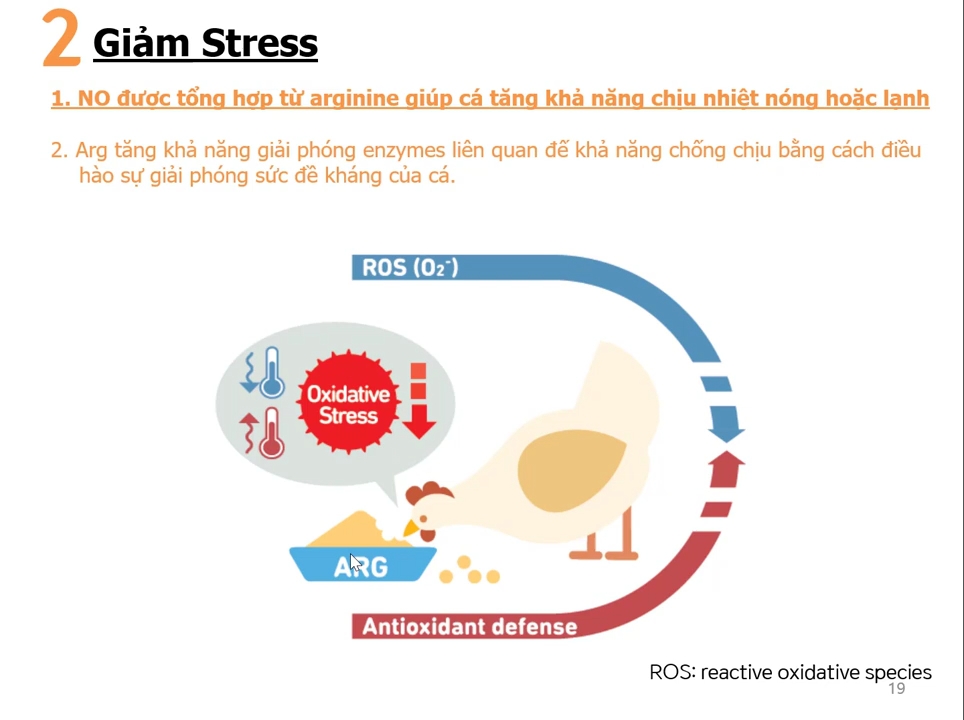 2 Giảm Stress
1. NO được tổng hợp từ arginine giúp cá tăng khả năng chịu nhiệt nóng hoặc lạnh
2. Arg tăng khả năng giải phóng enzymes liên quan đế khả năng chống chịu bằng cách điều
hào sự giải phóng sức đề kháng của cá.
ROS (O₂⁻)
Oxidative
Stress
ARG
Antioxidant defense
ROS: reactive oxidative species
19